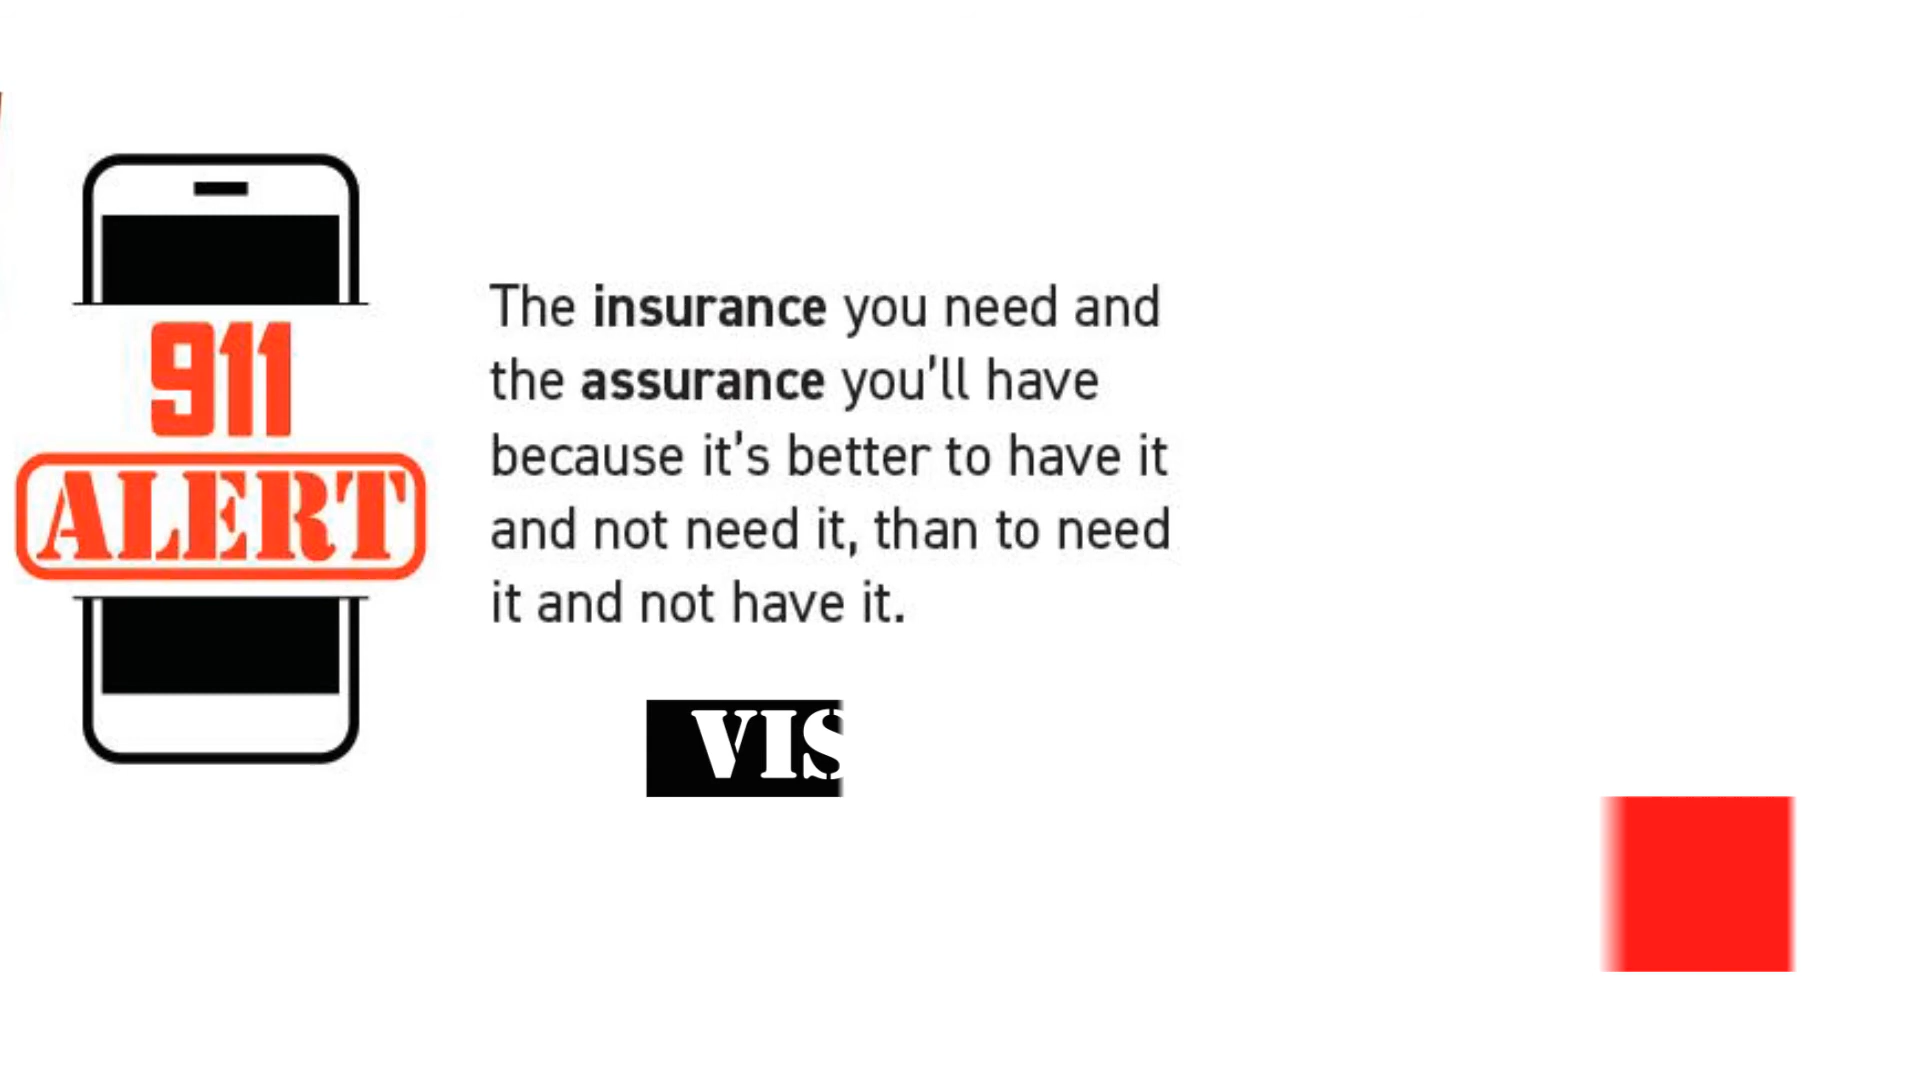 911
ALERT
The insurance you need and
the assurance you'll have
because it's better to have it
and not need it, than to need
it and not have it.
VIS